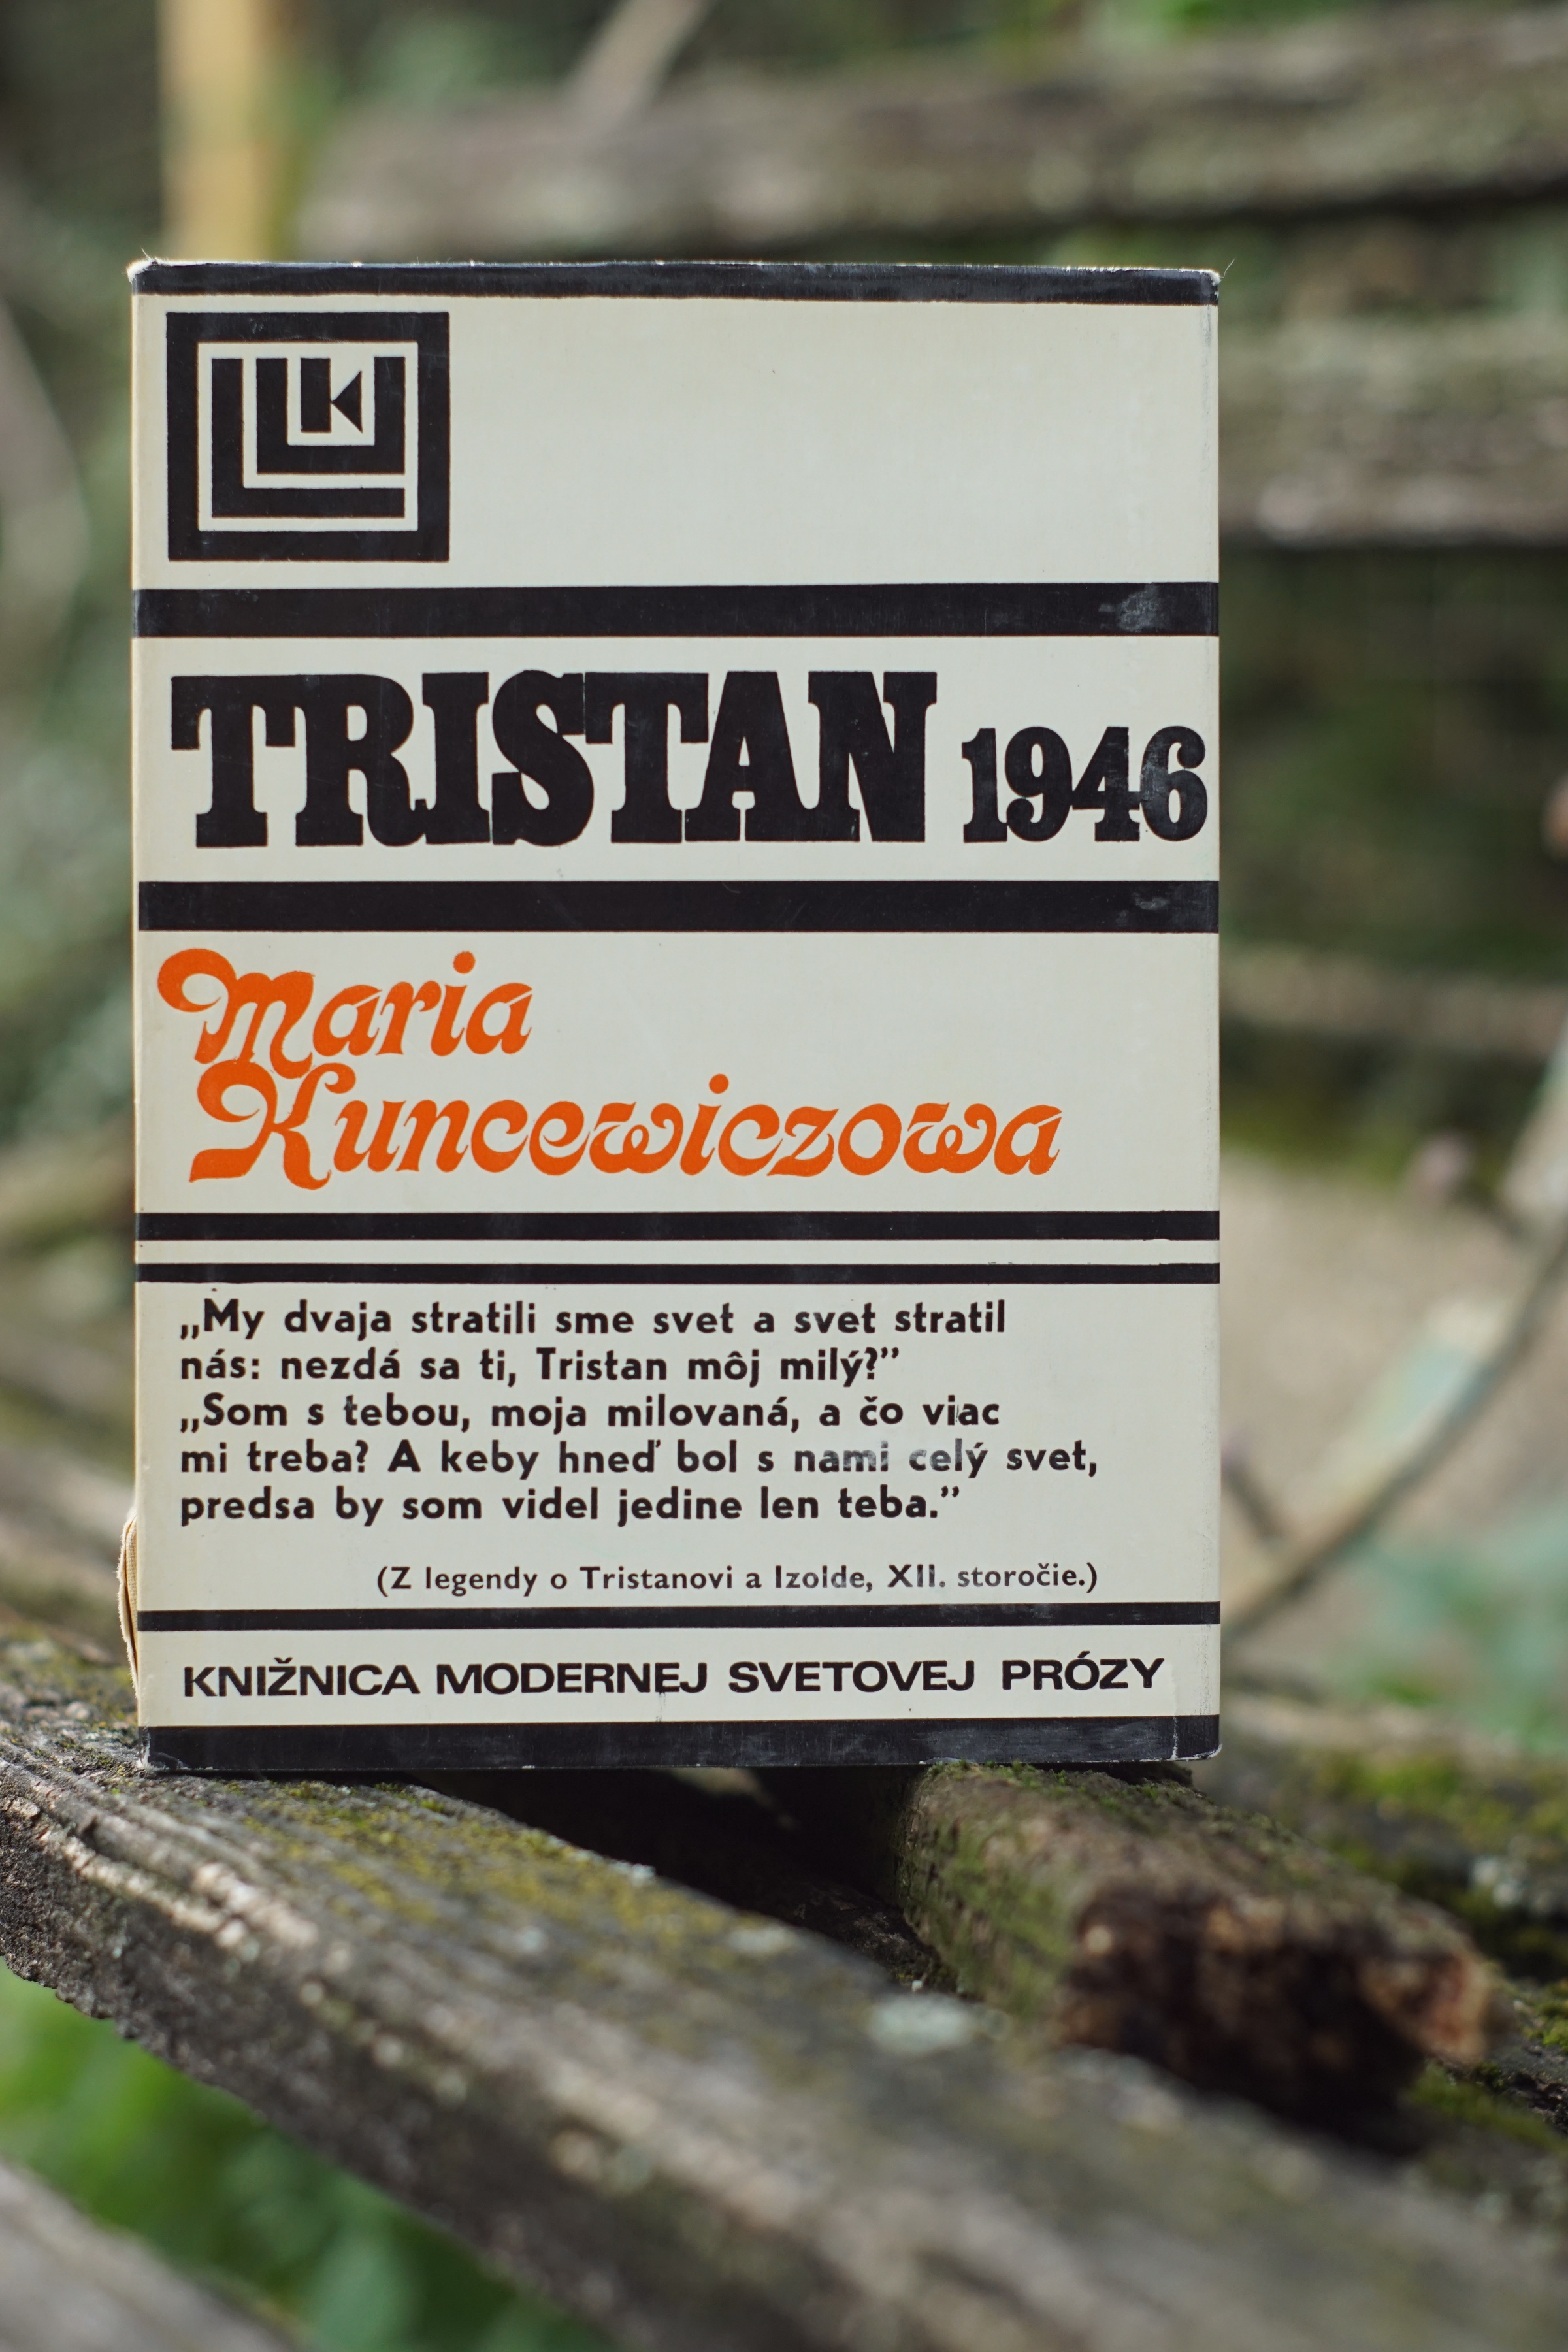 TRISTAN 1946
Maria
Kuncewiczowa
„My dvaja stratili sme svet a svet stratil
nás: nezdá sa ti, Tristan môj milý?”
„Som s tebou, moja milovaná, a čo viac
mi treba? A keby hneď bol s nami celý svet,
predsa by som videl jedine len teba.”
(Z legendy o Tristanovi a Izolde, XII. storočie.)
KNIŽNICA MODERNEJ SVETOVEJ PRÓZY